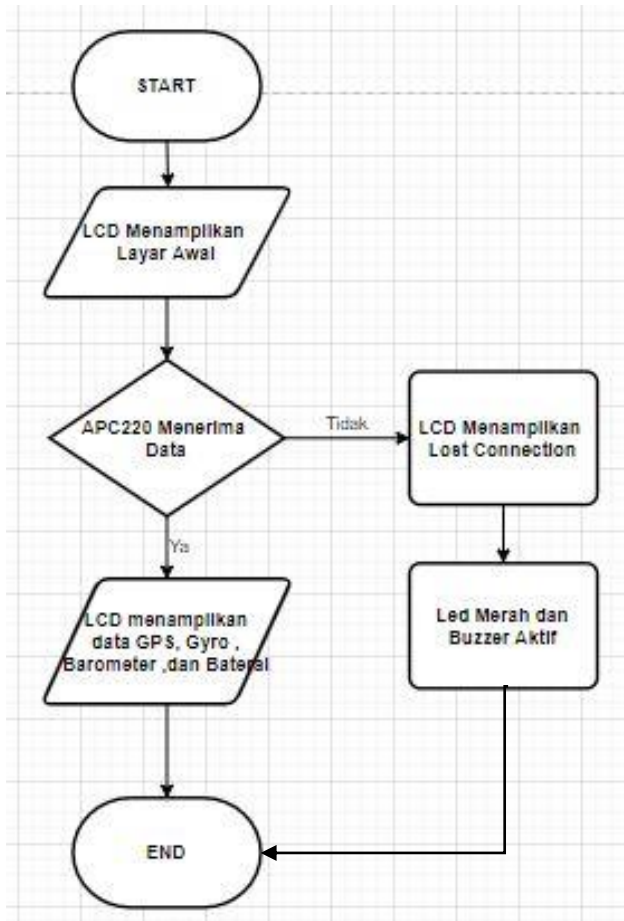 START
LCD Menampilkan
Layar Awal
APC220 Menerima
Data
Tidak
LCD Menampilkan
Lost Connection
Ya
LCD menampilkan
data GPS, Gyro ,
Barometer ,dan Baterai
Led Merah dan
Buzzer Aktif
END